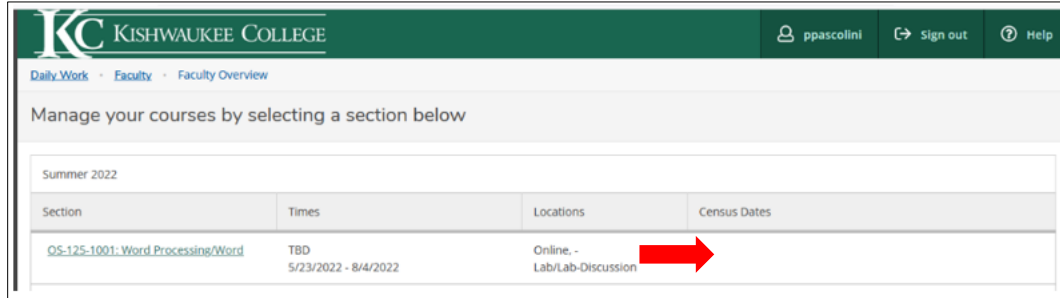 KC KISHWAUKEE COLLEGE
ppascolini
Sign out
Help
Daily Work · Faculty · Faculty Overview
Manage your courses by selecting a section below
Summer 2022
Section Times Locations Census Dates
OS-125-1001: Word Processing/Word TBD Online, -
5/23/2022 - 8/4/2022 Lab/Lab-Discussion